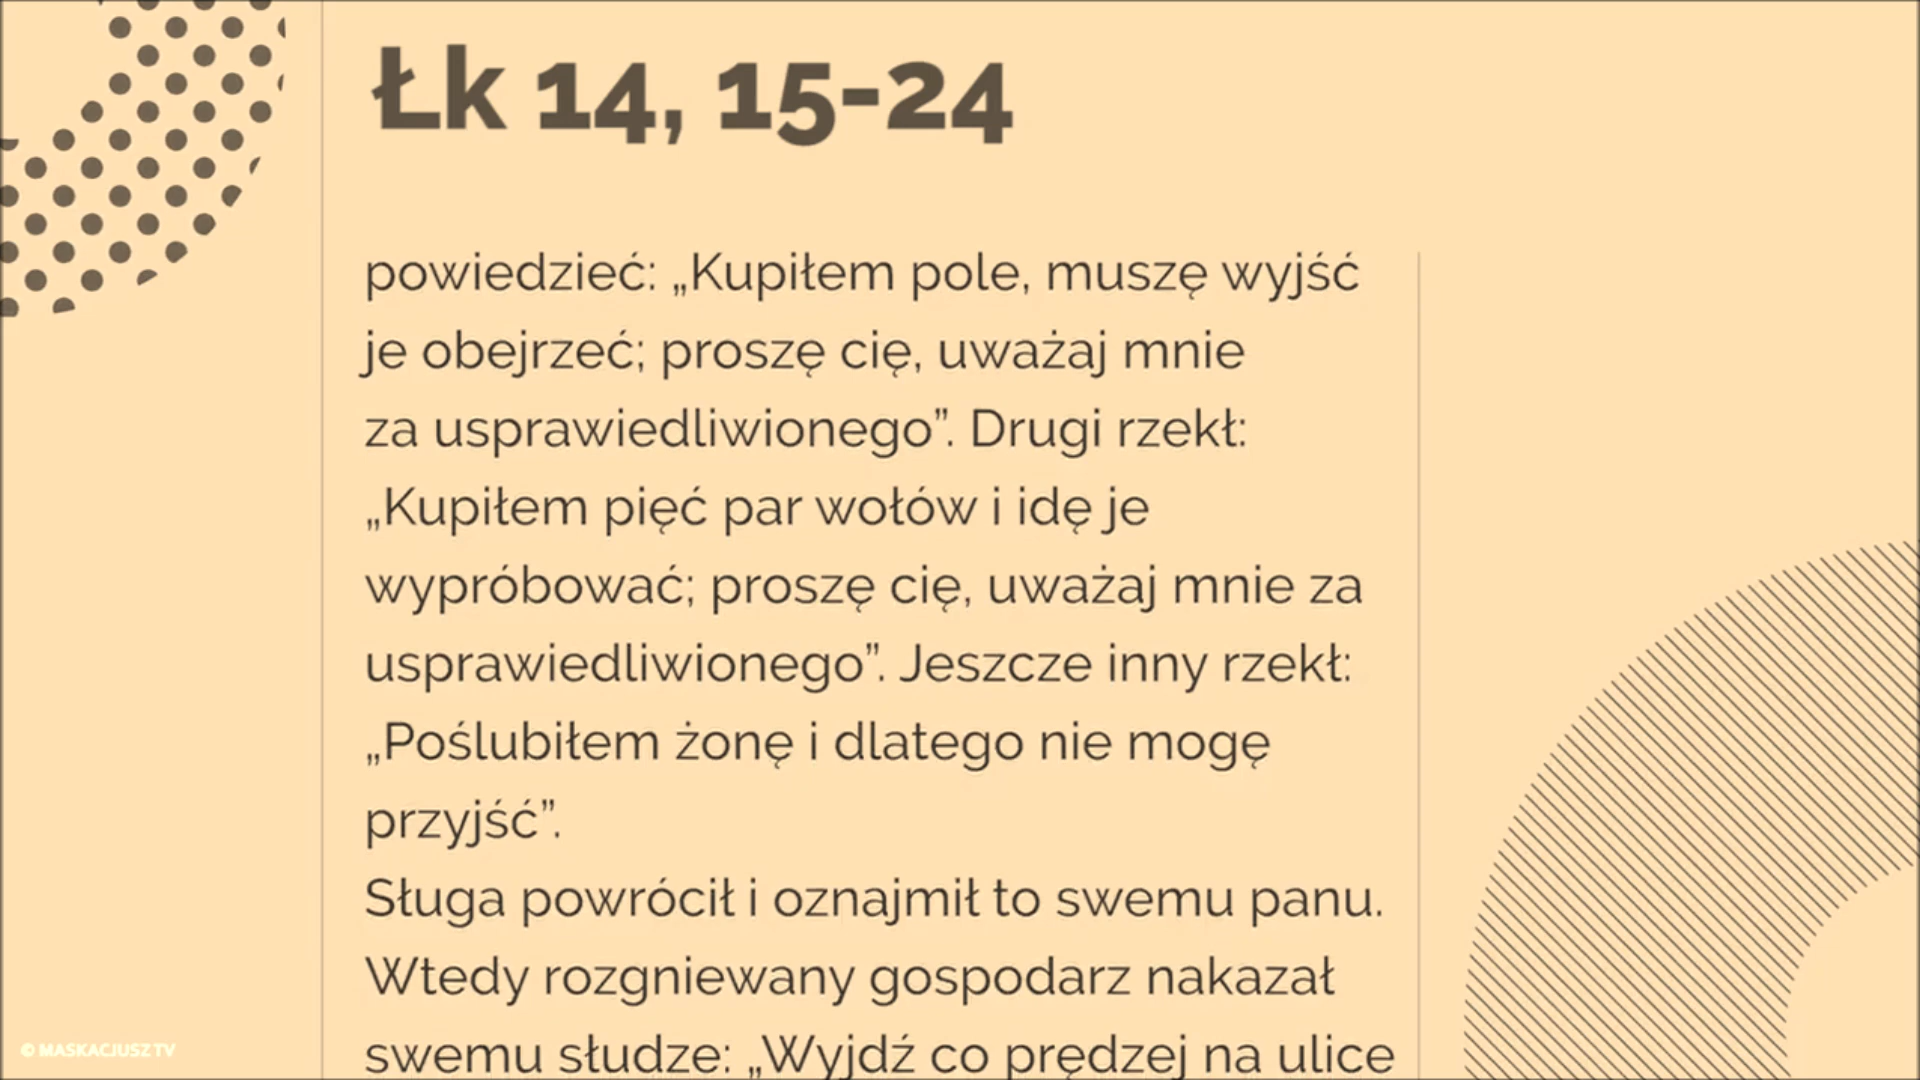 Łk 14, 15-24
powiedzieć: „Kupiłem pole, muszę wyjść
je obejrzeć; proszę cię, uważaj mnie
za usprawiedliwionego”. Drugi rzekł:
„Kupiłem pięć par wołów i idę je
wypróbować; proszę cię, uważaj mnie za
usprawiedliwionego”. Jeszcze inny rzekł:
„Poślubiłem żonę i dlatego nie mogę
przyjść”.
Sługa powrócił i oznajmił to swemu panu.
Wtedy rozgniewany gospodarz nakazał
swemu słudze: „Wyjdź co prędzej na ulice
© MASKACJUSZ TV